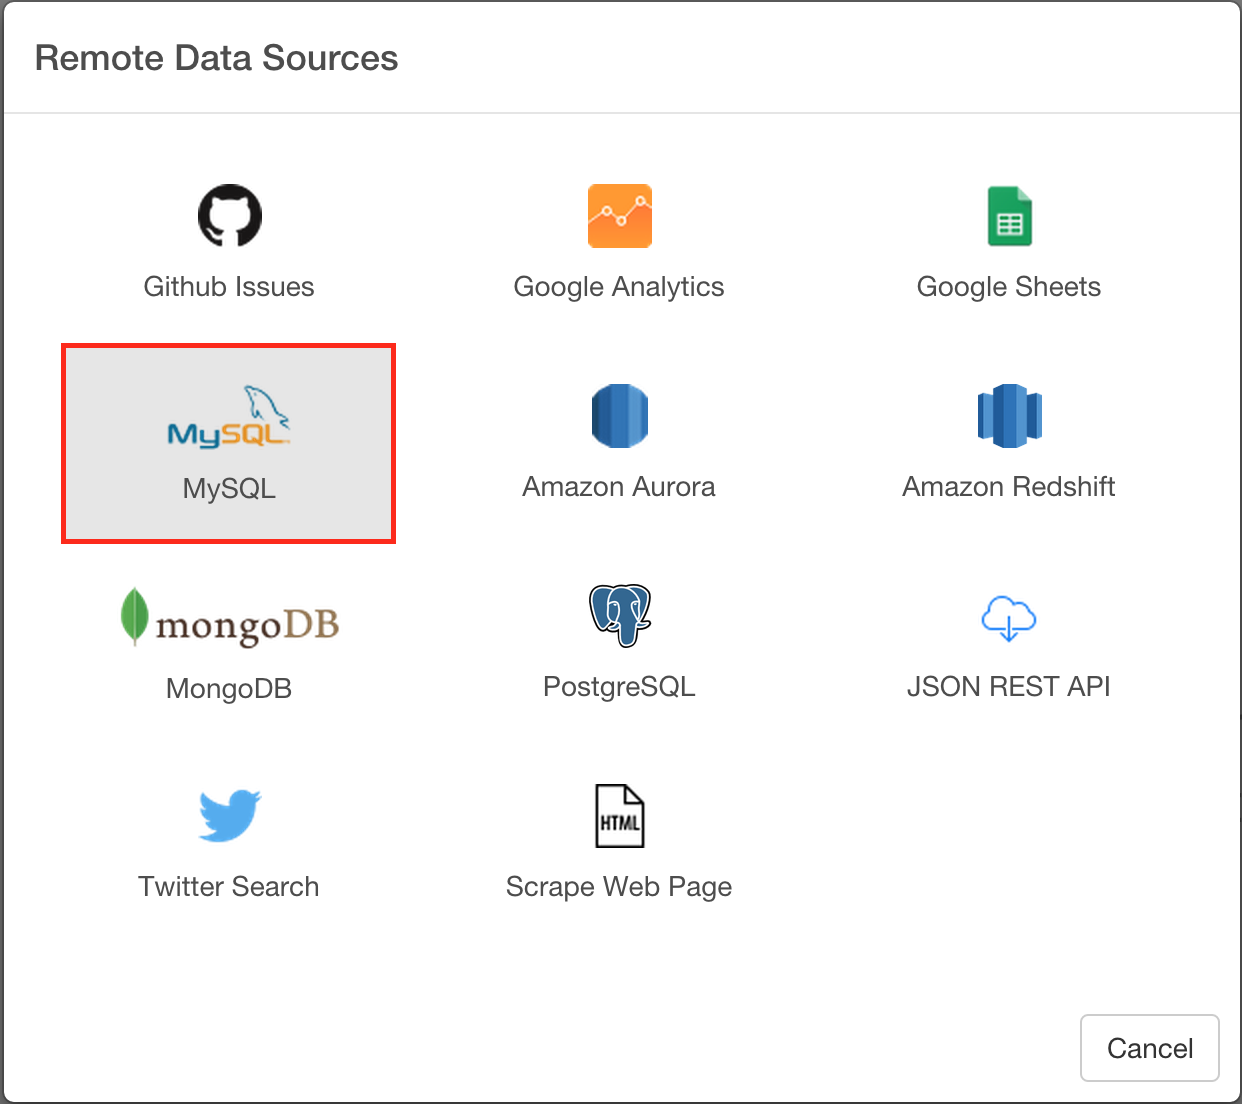 Remote Data Sources
Github Issues
Google Analytics
Google Sheets
MySQL
MySQL
Amazon Aurora
Amazon Redshift
mongoDB
MongoDB
PostgreSQL
JSON REST API
Twitter Search
HTML
Scrape Web Page
Cancel